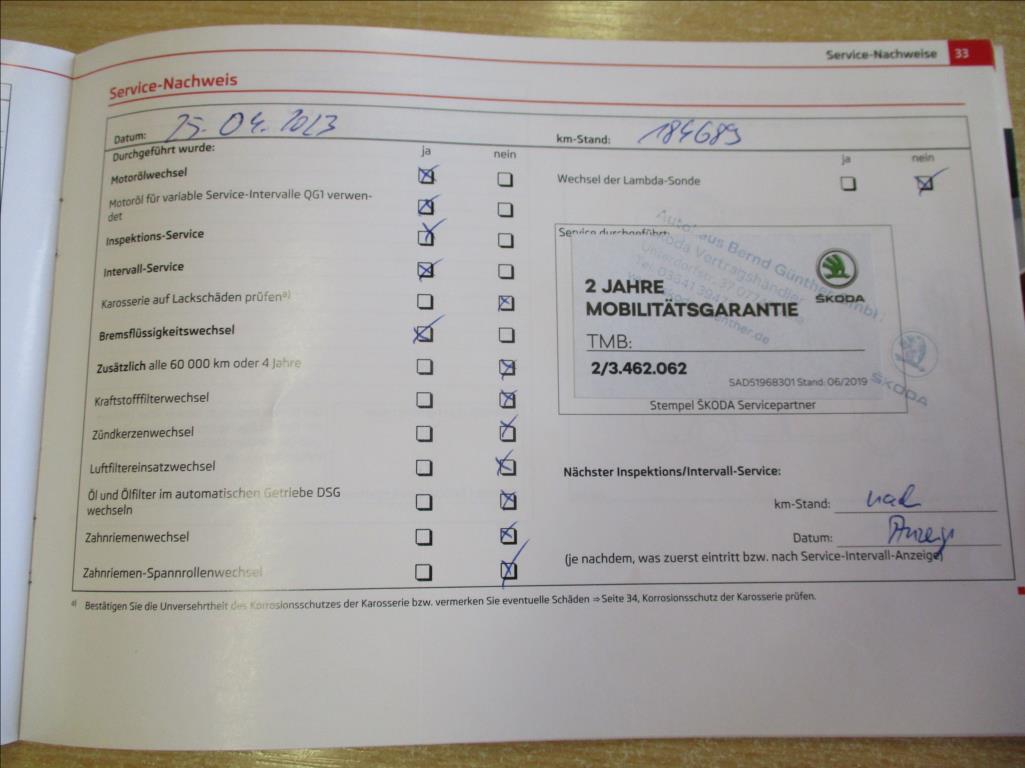 Service-Nachweise 33
Service-Nachweis
Datum: 25.04.2023
km-Stand: 184689
Durchgeführt wurde: ja nein
ja nein
Motorölwechsel
Wechsel der Lambda-Sonde
Motoröl für variable Service-Intervalle QG1 verwen-
det
Inspektions-Service
Intervall-Service
Karosserie auf Lackschäden prüfen a)
Bremsflüssigkeitswechsel
Zusätzlich alle 60 000 km oder 4 Jahre
Kraftstofffilterwechsel
Zündkerzenwechsel
Luftfiltereinsatzwechsel
Öl und Ölfilter im automatischen Getriebe DSG
wechseln
Zahnriemenwechsel
Zahnriemen-Spannrollenwechsel
Service durchgeführt:
Autohaus Bernd Günther GmbH
Skoda Vertragshändler
2 JAHRE
MOBILITÄTSGARANTIE
ŠKODA
TMB:
2/3.462.062
SAD51968301 Stand: 06/2019
ŠKODA
Stempel ŠKODA Servicepartner
Nächster Inspektions/Intervall-Service:
km-Stand: nach
Datum: Anzeige
(je nachdem, was zuerst eintritt bzw. nach Service-Intervall-Anzeige)
a) Bestätigen Sie die Unversehrtheit des Korrosionsschutzes der Karosserie bzw. vermerken Sie eventuelle Schäden ⇒ Seite 34, Korrosionsschutz der Karosserie prüfen.